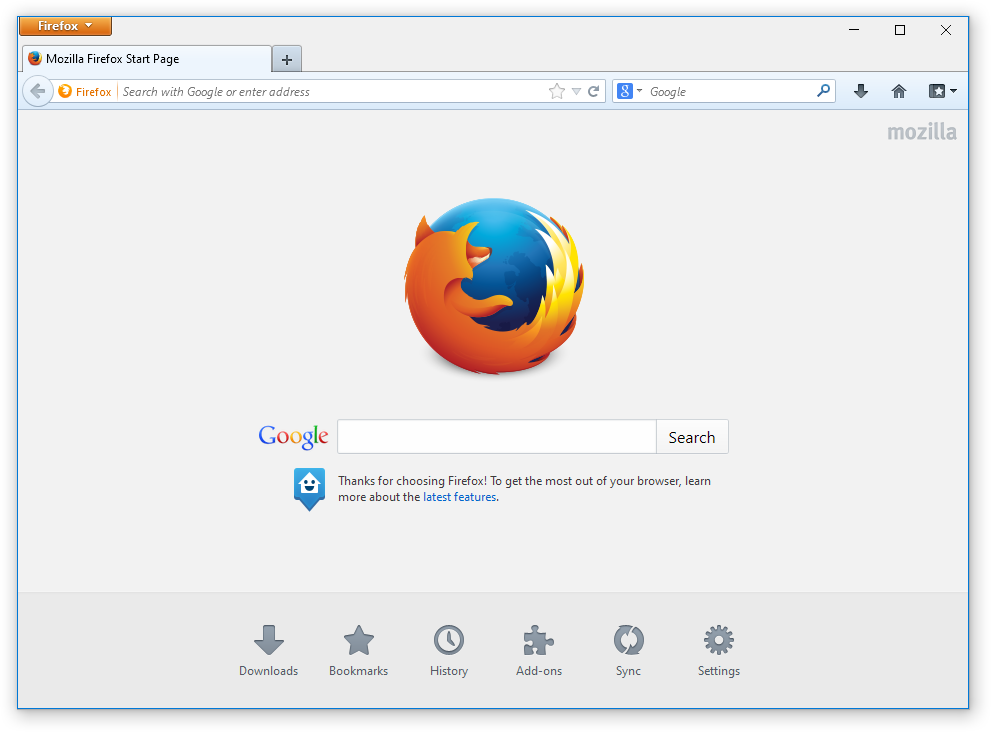 Firefox
Mozilla Firefox Start Page
Firefox Search with Google or enter address
8 Google
mozilla
Google
Search
Thanks for choosing Firefox! To get the most out of your browser, learn
more about the latest features.
Downloads Bookmarks History Add-ons Sync Settings